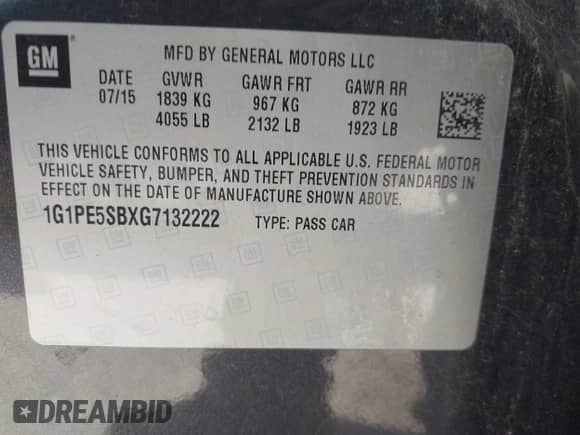 GM
MFD BY GENERAL MOTORS LLC
DATE GVWR GAWR FRT GAWR RR
07/15 1839 KG 967 KG 872 KG
4055 LB 2132 LB 1923 LB
THIS VEHICLE CONFORMS TO ALL APPLICABLE U.S. FEDERAL MOTOR
VEHICLE SAFETY, BUMPER, AND THEFT PREVENTION STANDARDS IN
EFFECT ON THE DATE OF MANUFACTURE SHOWN ABOVE.
1G1PE5SBXG7132222 TYPE: PASS CAR
DREAMBID